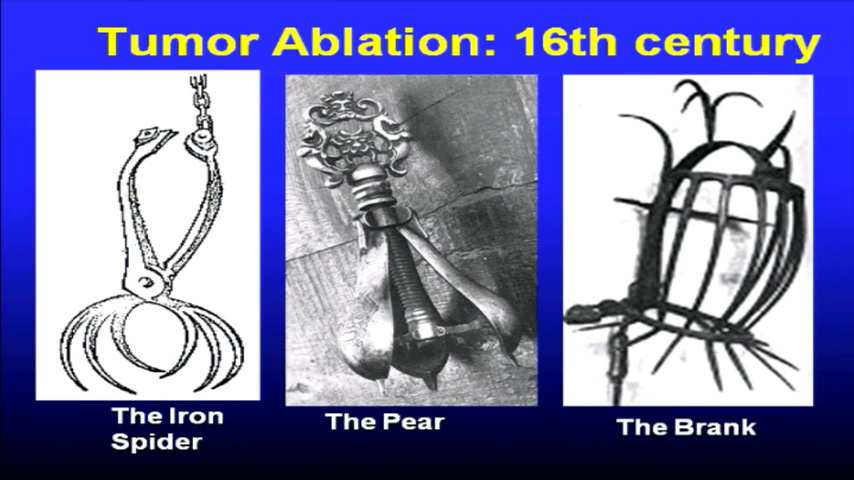 Tumor Ablation: 16th century
The Iron
Spider
The Pear
The Brank